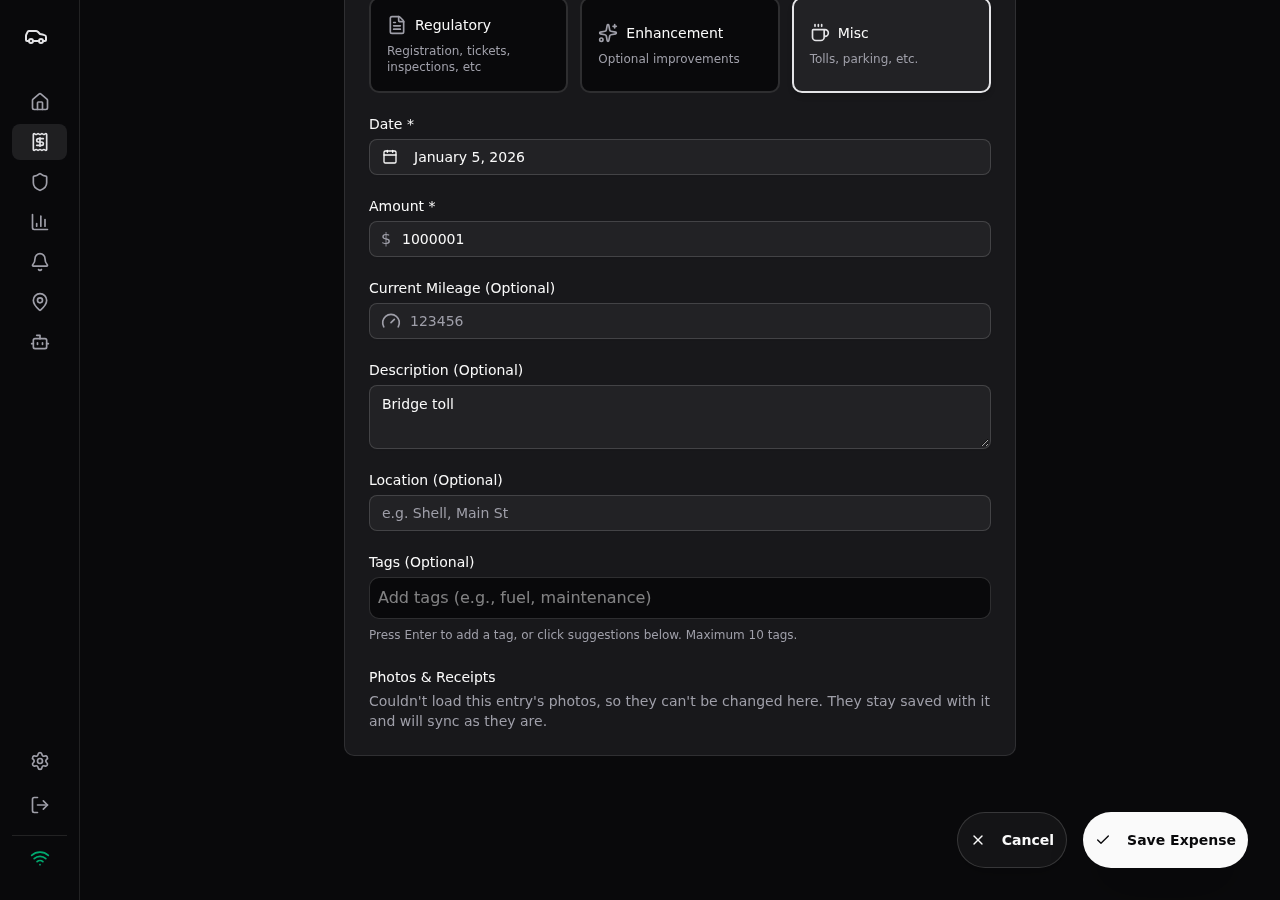 Regulatory
Registration, tickets,
inspections, etc
Enhancement
Optional improvements
Misc
Tolls, parking, etc.
Date *
January 5, 2026
Amount *
$ 1000001
Current Mileage (Optional)
123456
Description (Optional)
Bridge toll
Location (Optional)
e.g. Shell, Main St
Tags (Optional)
Add tags (e.g., fuel, maintenance)
Press Enter to add a tag, or click suggestions below. Maximum 10 tags.
Photos & Receipts
Couldn't load this entry's photos, so they can't be changed here. They stay saved with it
and will sync as they are.
Cancel
Save Expense